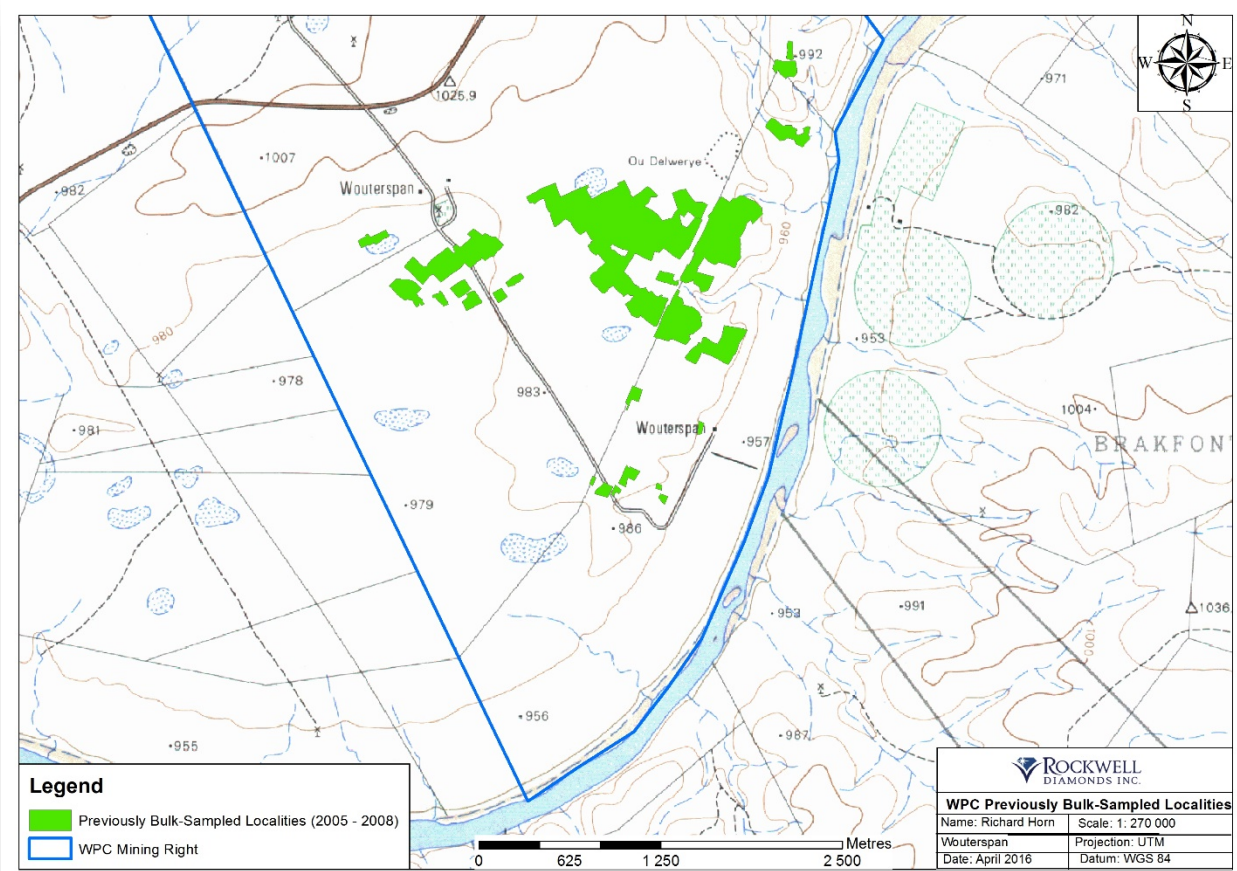 N
W E
S
992
971
1025.9
1007
Ou Delwerye
982
Wouterspan
982
960
980
953
978
983
1004
981
Wouterspan
957
BRAKFONT
979
986
953
991
1036
1000
956
955
987
Legend
Previously Bulk-Sampled Localities (2005 - 2008)
WPC Mining Right
Metres
0 625 1 250 2 500
ROCKWELL
DIAMONDS INC.
WPC Previously Bulk-Sampled Localities
Name: Richard Horn Scale: 1: 270 000
Wouterspan Projection: UTM
Date: April 2016 Datum: WGS 84